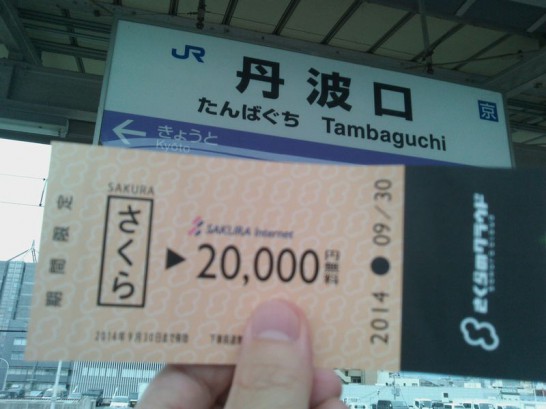 JR
丹波口
京
たんばぐち Tambaguchi
きょうと
Kyoto
期間限定
SAKURA
さくら
SAKURA Internet
20,000円無料
2014 ● 09/30
2014年9月30日まで有効
さくらのクラウド